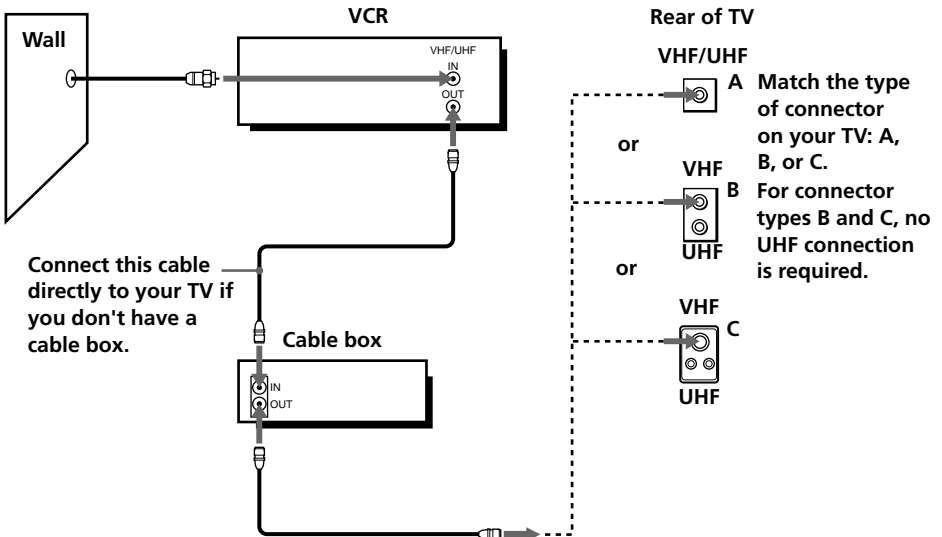 VCR
Rear of TV
Wall
VHF/UHF
IN
OUT
VHF/UHF
A
Match the type
of connector
on your TV: A,
B, or C.
or
VHF
B
For connector
types B and C, no
UHF connection
is required.
UHF
or
Connect this cable
directly to your TV if
you don't have a
cable box.
VHF
C
UHF
Cable box
IN
OUT